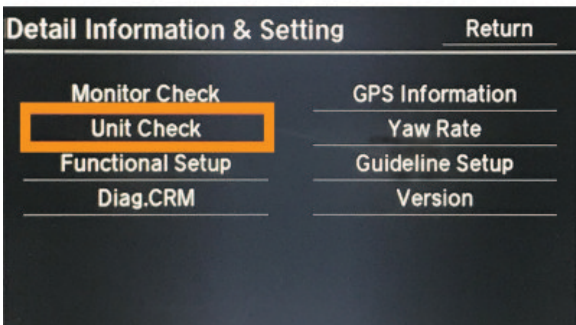 Detail Information & Setting Return
Monitor Check GPS Information
Unit Check Yaw Rate
Functional Setup Guideline Setup
Diag.CRM Version